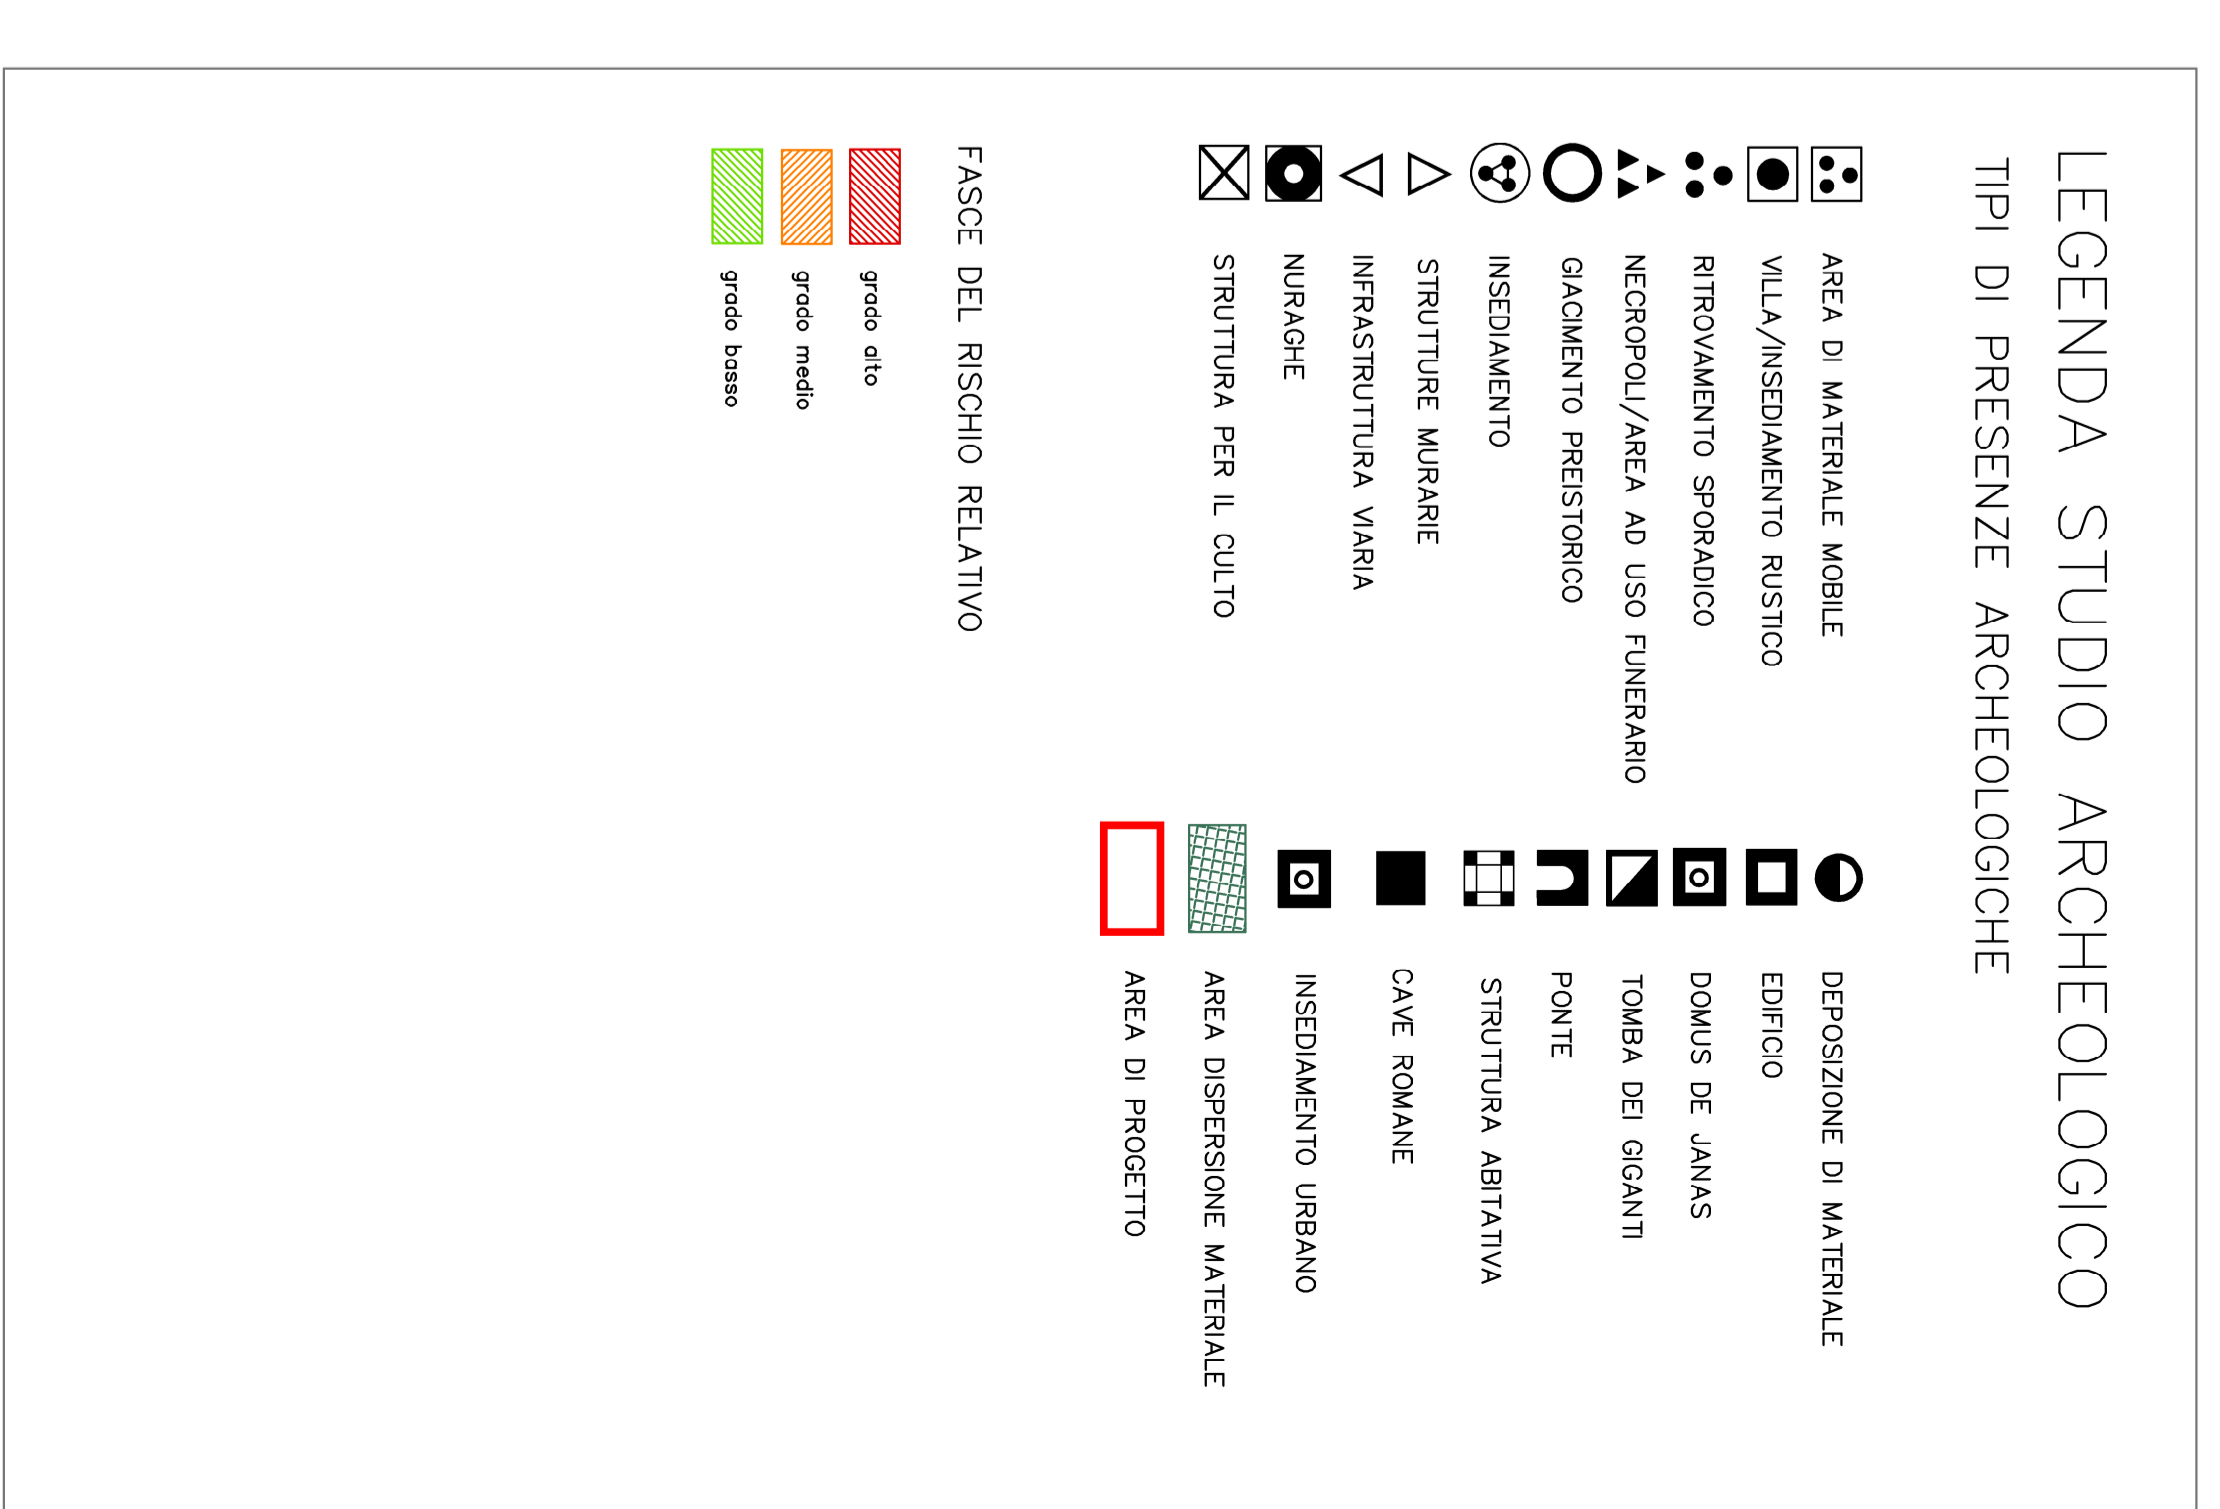 LEGENDA STUDIO ARCHEOLOGICO
TIPI DI PRESENZE ARCHEOLOGICHE
AREA DI MATERIALE MOBILE
VILLA/INSEDIAMENTO RUSTICO
RITROVAMENTO SPORADICO
NECROPOLI/AREA AD USO FUNERARIO
GIACIMENTO PREISTORICO
INSEDIAMENTO
STRUTTURE MURARIE
INFRASTRUTTURA VIARIA
NURAGHE
STRUTTURA PER IL CULTO
DEPOSIZIONE DI MATERIALE
EDIFICIO
DOMUS DE JANAS
TOMBA DEI GIGANTI
PONTE
STRUTTURA ABITATIVA
CAVE ROMANE
INSEDIAMENTO URBANO
AREA DISPERSIONE MATERIALE
AREA DI PROGETTO
FASCE DEL RISCHIO RELATIVO
grado alto
grado medio
grado basso